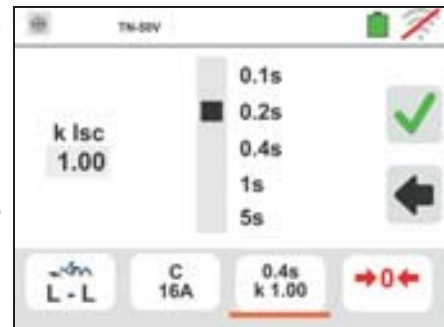 TN-50V
0.1s
0.2s
k Isc
0.4s
1.00
1s
5s
L - L
C
16A
0.4s
k 1.00
→0←